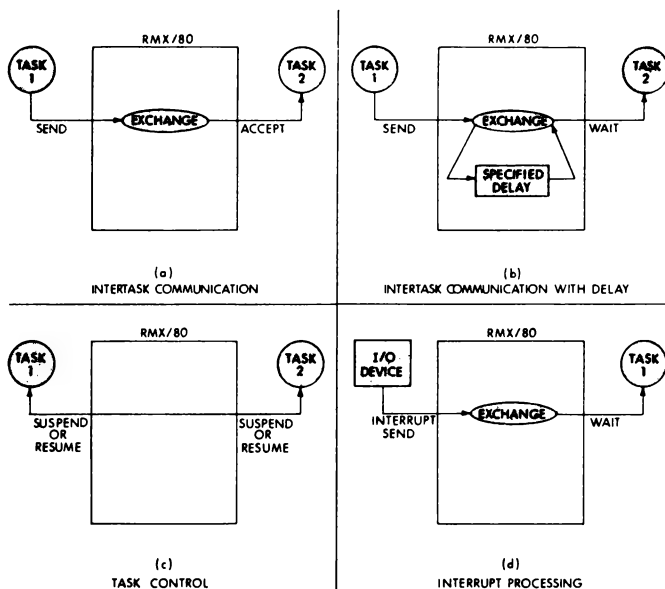 RMX/80
TASK
1
TASK
2
EXCHANGE
SEND
ACCEPT
(a)
INTERTASK COMMUNICATION
RMX/80
TASK
1
TASK
2
EXCHANGE
SEND
WAIT
SPECIFIED
DELAY
(b)
INTERTASK COMMUNICATION WITH DELAY
RMX/80
TASK
1
TASK
2
SUSPEND
OR
RESUME
SUSPEND
OR
RESUME
(c)
TASK CONTROL
RMX/80
I/O
DEVICE
TASK
1
EXCHANGE
INTERRUPT
SEND
WAIT
(d)
INTERRUPT PROCESSING